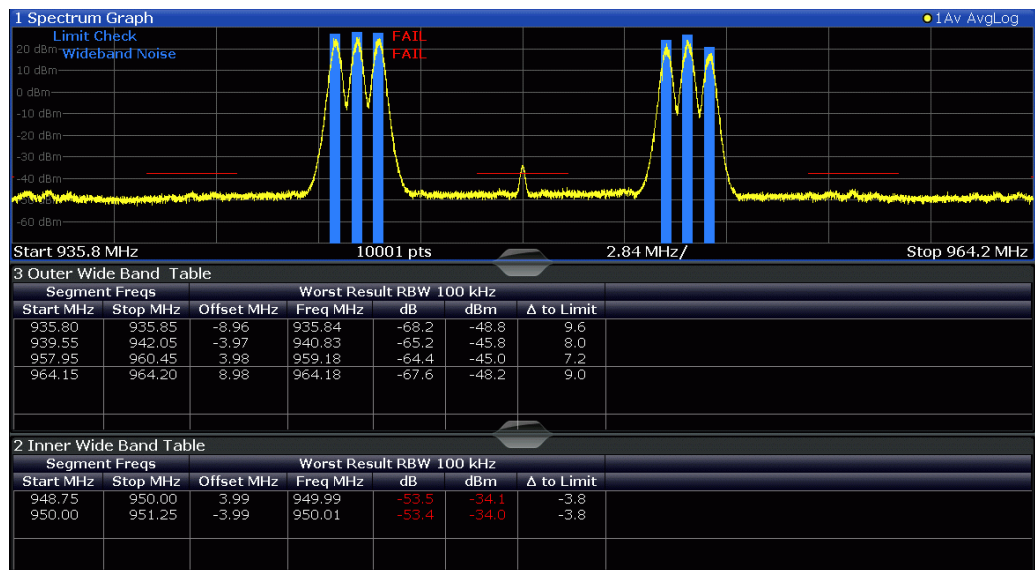 1 Spectrum Graph 1Av AvgLog
Limit Check FAIL
Wideband Noise FAIL
20 dBm
10 dBm
0 dBm
-10 dBm
-20 dBm
-30 dBm
-40 dBm
-60 dBm
Start 935.8 MHz 10001 pts 2.84 MHz/ Stop 964.2 MHz
3 Outer Wide Band Table
Segment Freqs Worst Result RBW 100 kHz
Start MHz Stop MHz Offset MHz Freq MHz dB dBm Δ to Limit
935.80 935.85 -8.96 935.84 -68.2 -48.8 9.6
939.55 942.05 -3.97 940.83 -65.2 -45.8 8.0
957.95 960.45 3.98 959.18 -64.4 -45.0 7.2
964.15 964.20 8.98 964.18 -67.6 -48.2 9.0
2 Inner Wide Band Table
Segment Freqs Worst Result RBW 100 kHz
Start MHz Stop MHz Offset MHz Freq MHz dB dBm Δ to Limit
948.75 950.00 3.99 949.99 -53.5 -34.1 -3.8
950.00 951.25 -3.99 950.01 -53.4 -34.0 -3.8